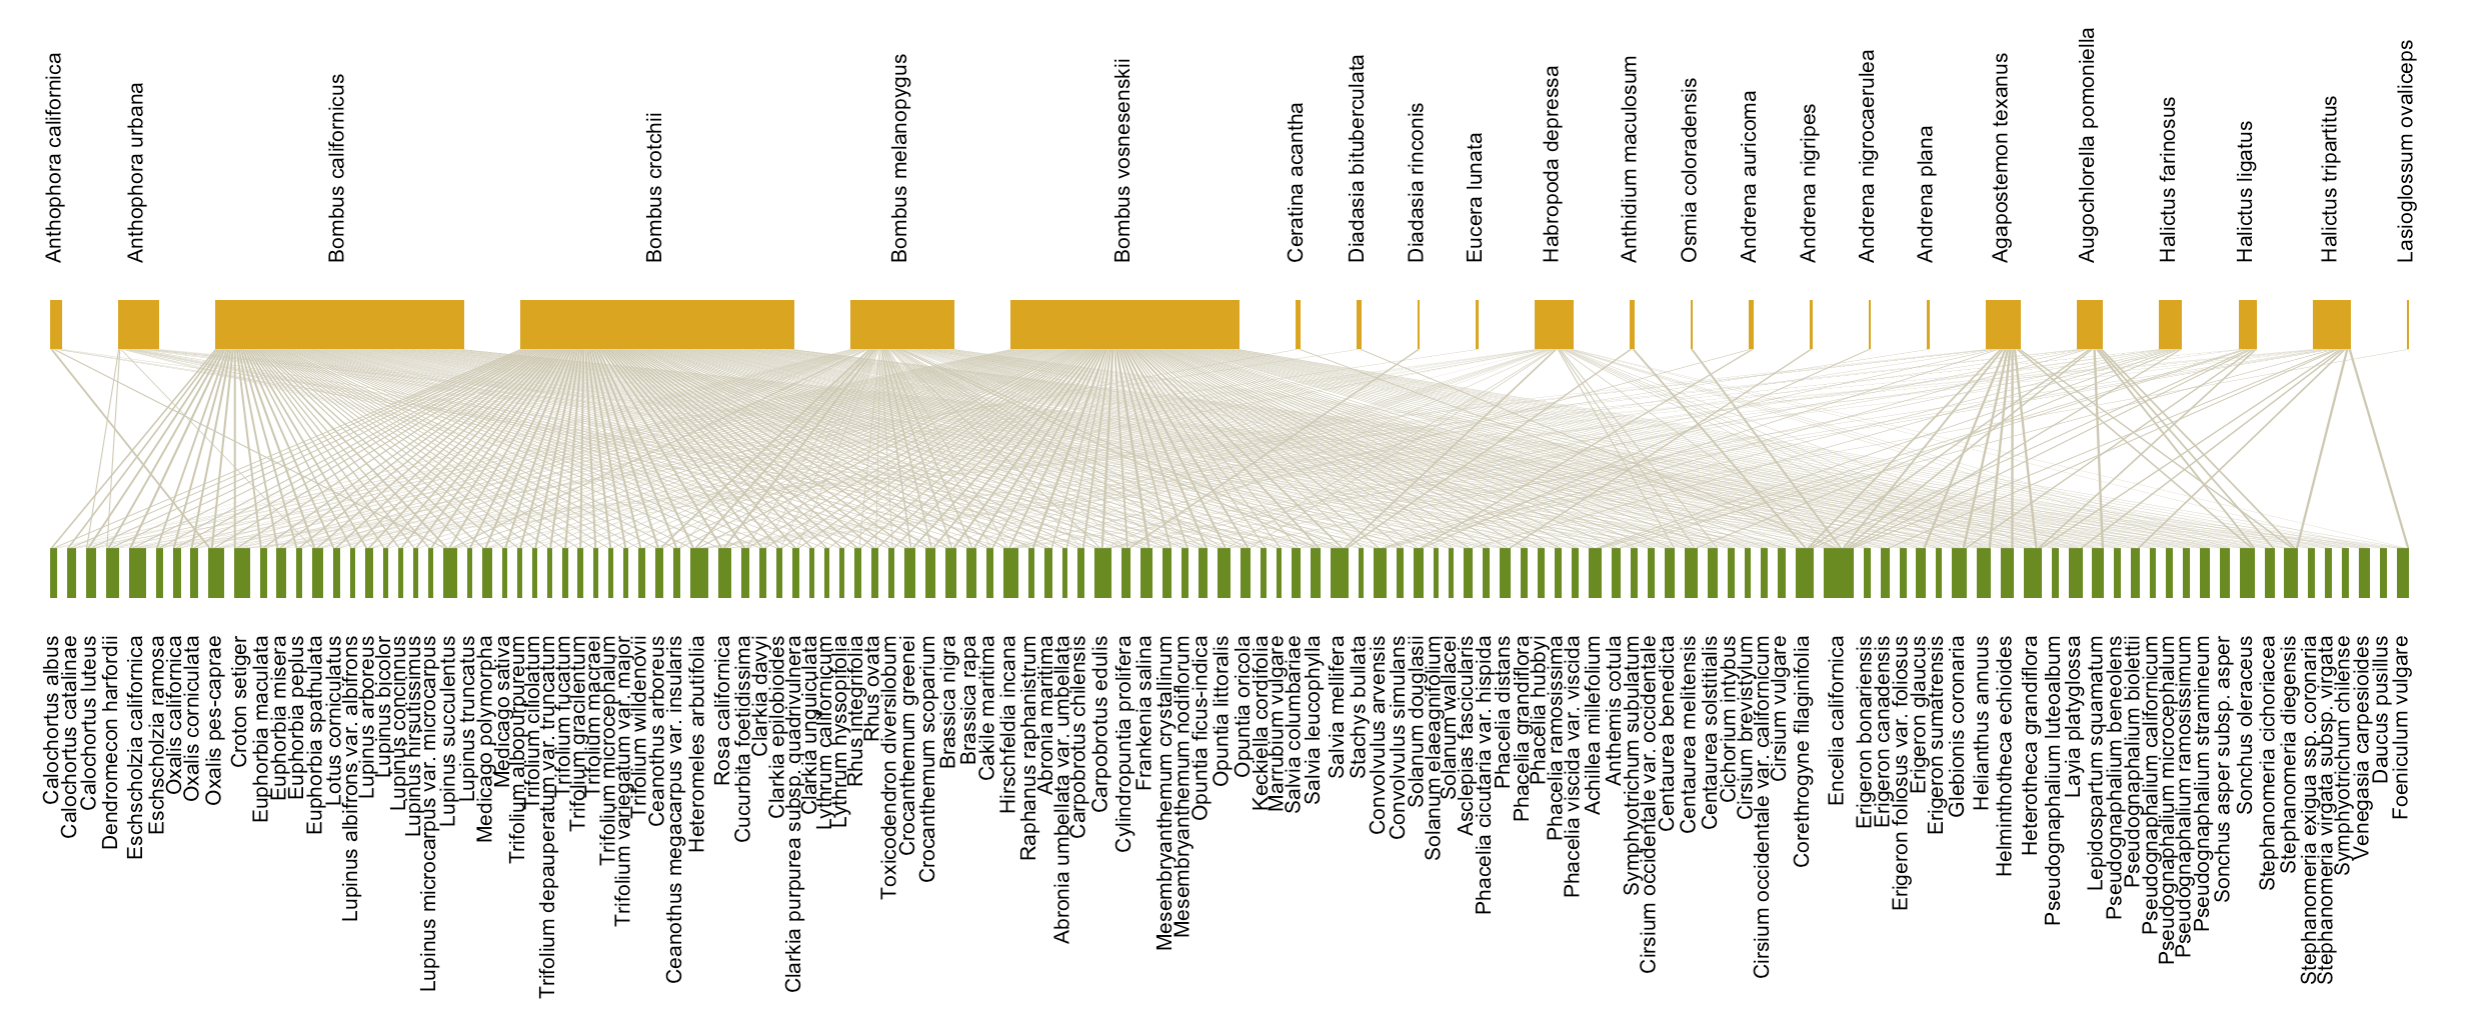 Anthophora californica
Anthophora urbana
Bombus californicus
Bombus crotchii
Bombus melanopygus
Bombus vosnesenskii
Ceratina acantha
Diadasia bituberculata
Diadasia rinconis
Eucera lunata
Habropoda depressa
Anthidium maculosum
Osmia coloradensis
Andrena auricoma
Andrena nigripes
Andrena nigrocaerulea
Andrena plana
Agapostemon texanus
Augochlorella pomoniella
Halictus farinosus
Halictus ligatus
Halictus tripartitus
Lasioglossum ovaliceps
Calochortus albus
Calochortus catalinae
Calochortus luteus
Dendromecon harfordii
Eschscholzia californica
Eschscholzia ramosa
Oxalis californica
Oxalis corniculata
Oxalis pes-caprae
Croton setiger
Euphorbia maculata
Euphorbia misera
Euphorbia peplus
Euphorbia spathulata
Lotus corniculatus
Lupinus albifrons var. albifrons
Lupinus arboreus
Lupinus bicolor
Lupinus concinnus
Lupinus hirsutissimus
Lupinus microcarpus var. microcarpus
Lupinus succulentus
Lupinus truncatus
Medicago polymorpha
Medicago sativa
Trifolium albopurpureum
Trifolium ciliolatum
Trifolium depauperatum var. truncatum
Trifolium fucatum
Trifolium gracilentum
Trifolium macraei
Trifolium microcephalum
Trifolium variegatum var. major
Trifolium willdenovii
Ceanothus arboreus
Ceanothus megacarpus var. insularis
Heteromeles arbutifolia
Rosa californica
Cucurbita foetidissima
Clarkia davyi
Clarkia epilobioides
Clarkia purpurea subsp. quadrivulnera
Clarkia unguiculata
Lythrum californicum
Lythrum hyssopifolia
Rhus integrifolia
Rhus ovata
Toxicodendron diversilobum
Crocanthemum greenei
Crocanthemum scoparium
Brassica nigra
Brassica rapa
Cakile maritima
Hirschfeldia incana
Raphanus raphanistrum
Abronia maritima
Abronia umbellata var. umbellata
Carpobrotus chilensis
Carpobrotus edulis
Cylindropuntia prolifera
Frankenia salina
Mesembryanthemum crystallinum
Mesembryanthemum nodiflorum
Opuntia ficus-indica
Opuntia littoralis
Opuntia oricola
Keckiella cordifolia
Marrubium vulgare
Salvia columbariae
Salvia leucophylla
Salvia mellifera
Stachys bullata
Convolvulus arvensis
Convolvulus simulans
Solanum douglasii
Solanum elaeagnifolium
Solanum wallacei
Asclepias fascicularis
Phacelia cicutaria var. hispida
Phacelia distans
Phacelia grandiflora
Phacelia hubbyi
Phacelia ramosissima
Phacelia viscida var. viscida
Achillea millefolium
Anthemis cotula
Symphyotrichum subulatum
Cirsium occidentale var. occidentale
Centaurea benedicta
Centaurea melitensis
Centaurea solstitialis
Cichorium intybus
Cirsium brevistylum
Cirsium occidentale var. californicum
Cirsium vulgare
Corethrogyne filaginifolia
Encelia californica
Erigeron bonariensis
Erigeron canadensis
Erigeron foliosus var. foliosus
Erigeron glaucus
Erigeron sumatrensis
Glebionis coronaria
Helianthus annuus
Helminthotheca echioides
Heterotheca grandiflora
Pseudognaphalium luteoalbum
Layia platyglossa
Lepidospartum squamatum
Pseudognaphalium beneolens
Pseudognaphalium biolettii
Pseudognaphalium californicum
Pseudognaphalium microcephalum
Pseudognaphalium ramosissimum
Pseudognaphalium stramineum
Sonchus asper subsp. asper
Sonchus oleraceus
Stephanomeria cichoriacea
Stephanomeria diegensis
Stephanomeria exigua ssp. coronaria
Stephanomeria virgata subsp. virgata
Symphyotrichum chilense
Venegasia carpesioides
Daucus pusillus
Foeniculum vulgare